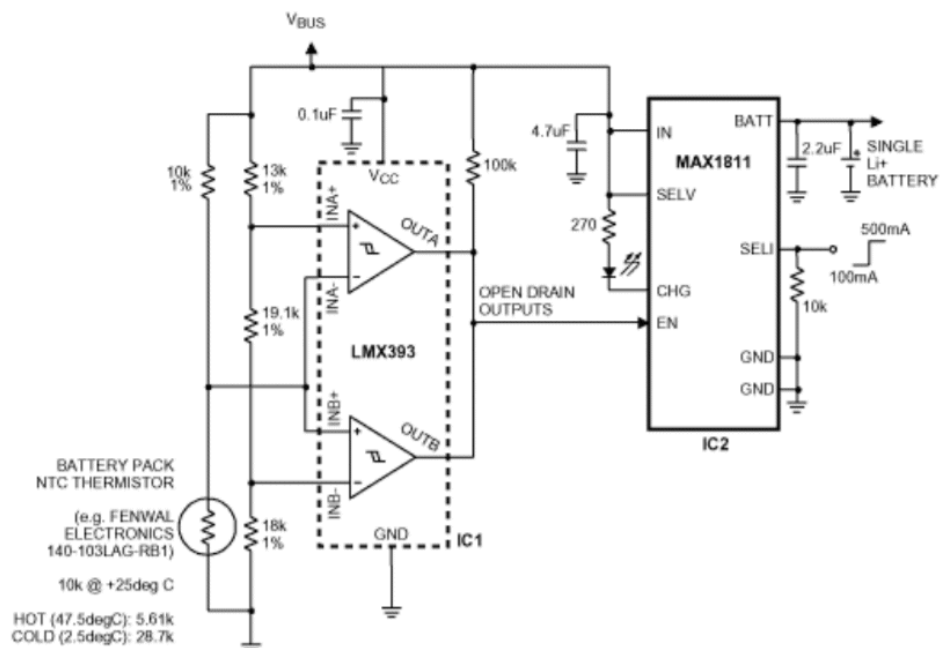 VBUS
0.1uF
10k
1%
13k
1%
VCC
INA+
OUTA
INA-
100k
4.7uF
IN
BATT
MAX1811
2.2uF
SINGLE
Li+
BATTERY
SELV
270
SELI
500mA
100mA
CHG
10k
OPEN DRAIN
OUTPUTS
EN
19.1k
1%
LMX393
GND
GND
IC2
INB+
OUTB
INB-
BATTERY PACK
NTC THERMISTOR
(e.g. FENWAL
ELECTRONICS
140-103LAG-RB1)
18k
1%
GND
IC1
10k @ +25deg C
HOT (47.5degC): 5.61k
COLD (2.5degC): 28.7k